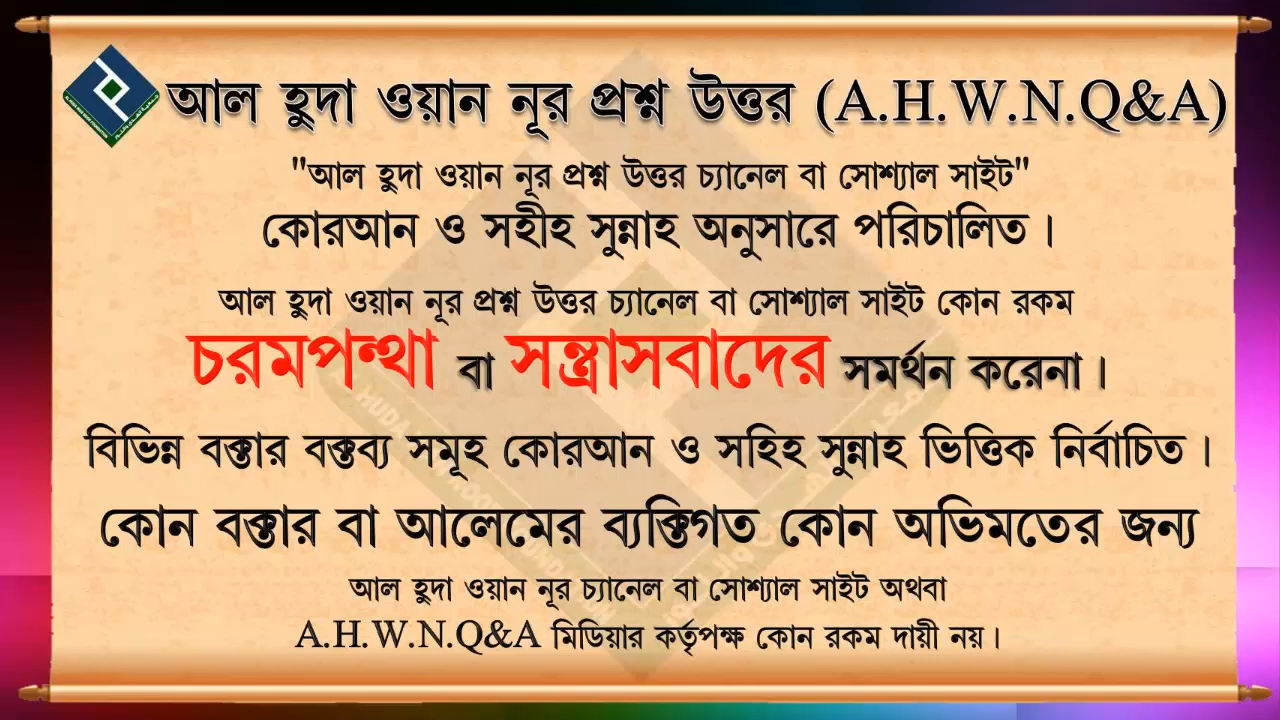 আল হুদা ওয়ান নূর প্রশ্ন উত্তর (A.H.W.N.Q&A)
"আল হুদা ওয়ান নূর প্রশ্ন উত্তর চ্যানেল বা সোশ্যাল সাইট"
কোরআন ও সহীহ সুন্নাহ অনুসারে পরিচালিত।
আল হুদা ওয়ান নূর প্রশ্ন উত্তর চ্যানেল বা সোশ্যাল সাইট কোন রকম
চরমপন্থা বা সন্ত্রাসবাদের সমর্থন করেনা।
বিভিন্ন বক্তার বক্তব্য সমূহ কোরআন ও সহিহ সুন্নাহ ভিত্তিক নির্বাচিত।
কোন বক্তার বা আলেমের ব্যক্তিগত কোন অভিমতের জন্য
আল হুদা ওয়ান নূর চ্যানেল বা সোশ্যাল সাইট অথবা
A.H.W.N.Q&A মিডিয়ার কর্তৃপক্ষ কোন রকম দায়ী নয়।